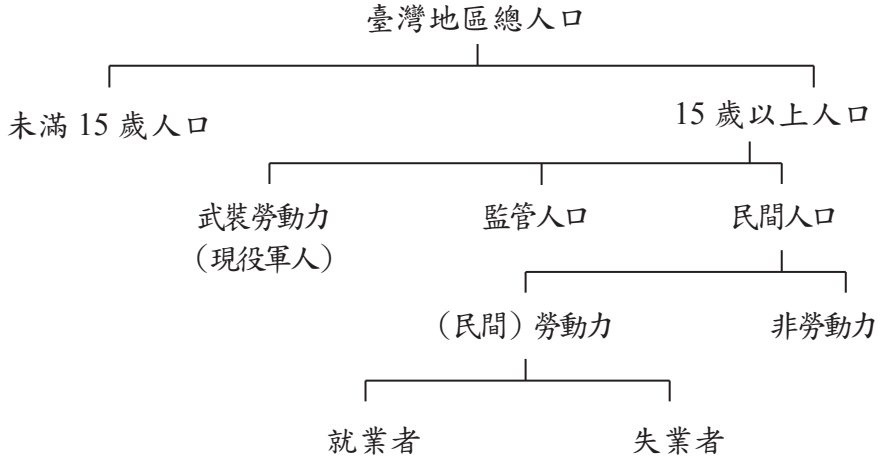 臺灣地區總人口
未滿 15 歲人口
15 歲以上人口
武裝勞動力
（現役軍人）
監管人口
民間人口
（民間）勞動力
非勞動力
就業者
失業者